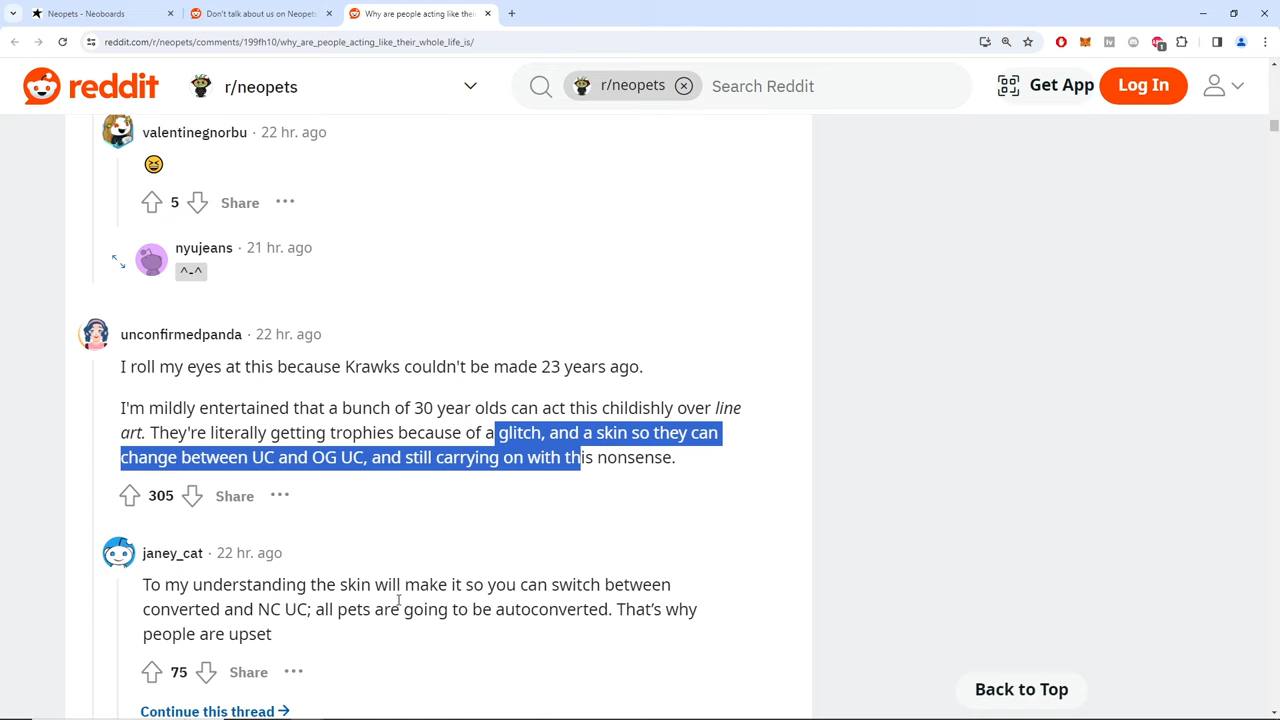 Neopets - Neoboards
Don't talk about us on Neopets
Why are people acting like their
reddit.com/r/neopets/comments/199fh10/why_are_people_acting_like_their_whole_life_is/
reddit
r/neopets
r/neopets
Search Reddit
Get App
Log In
valentinegnorbu · 22 hr. ago
5
Share
nyujeans · 21 hr. ago
^-^
unconfirmedpanda · 22 hr. ago
I roll my eyes at this because Krawks couldn't be made 23 years ago.
I'm mildly entertained that a bunch of 30 year olds can act this childishly over line
art. They're literally getting trophies because of a glitch, and a skin so they can
change between UC and OG UC, and still carrying on with this nonsense.
305
Share
janey_cat · 22 hr. ago
To my understanding the skin will make it so you can switch between
converted and NC UC; all pets are going to be autoconverted. That's why
people are upset
75
Share
Continue this thread
Back to Top